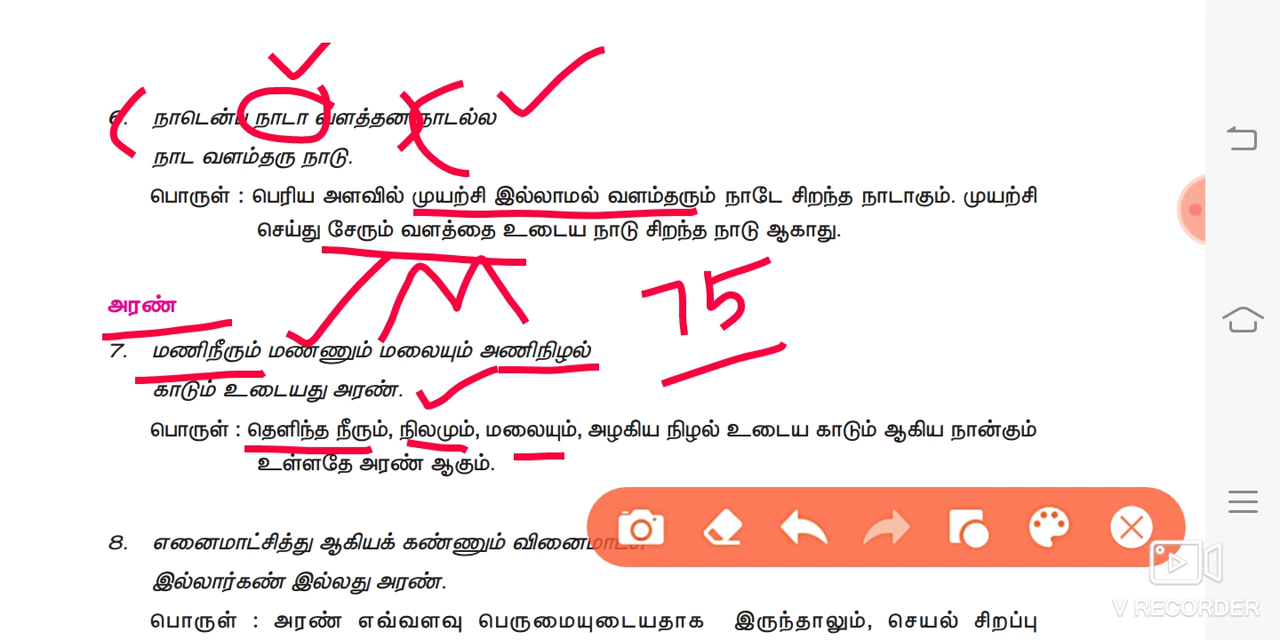 6. நாடென்ப நாடா வளத்தன நாடல்ல
நாட வளம்தரு நாடு.
பொருள் : பெரிய அளவில் முயற்சி இல்லாமல் வளம்தரும் நாடே சிறந்த நாடாகும். முயற்சி
செய்து சேரும் வளத்தை உடைய நாடு சிறந்த நாடு ஆகாது.
75
அரண்
7. மணிநீரும் மண்ணும் மலையும் அணிநிழல்
காடும் உடையது அரண்.
பொருள் : தெளிந்த நீரும், நிலமும், மலையும், அழகிய நிழல் உடைய காடும் ஆகிய நான்கும்
உள்ளதே அரண் ஆகும்.
8. எனைமாட்சித்து ஆகியக் கண்ணும் வினைமாட்சி
இல்லார்கண் இல்லது அரண்.
பொருள் : அரண் எவ்வளவு பெருமையுடையதாக இருந்தாலும், செயல் சிறப்பு
V RECORDER